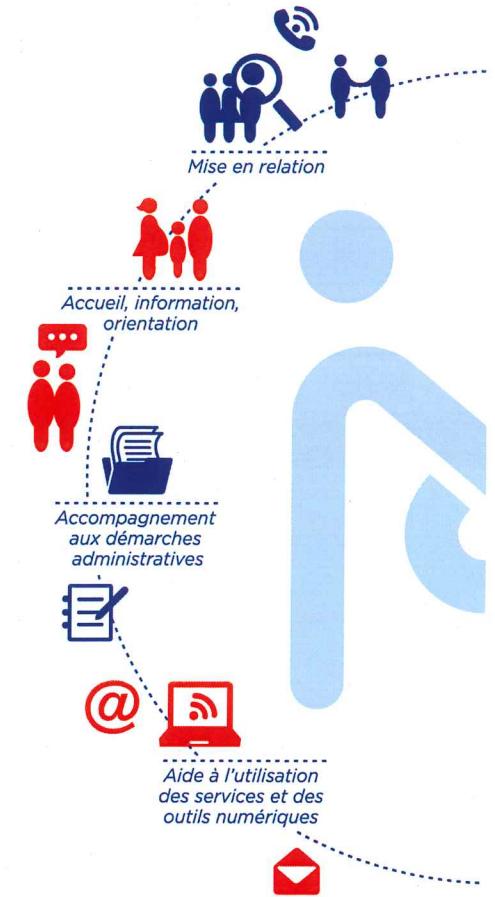 Mise en relation
Accueil, information,
orientation
Accompagnement
aux démarches
administratives
@
Aide à l'utilisation
des services et des
outils numériques